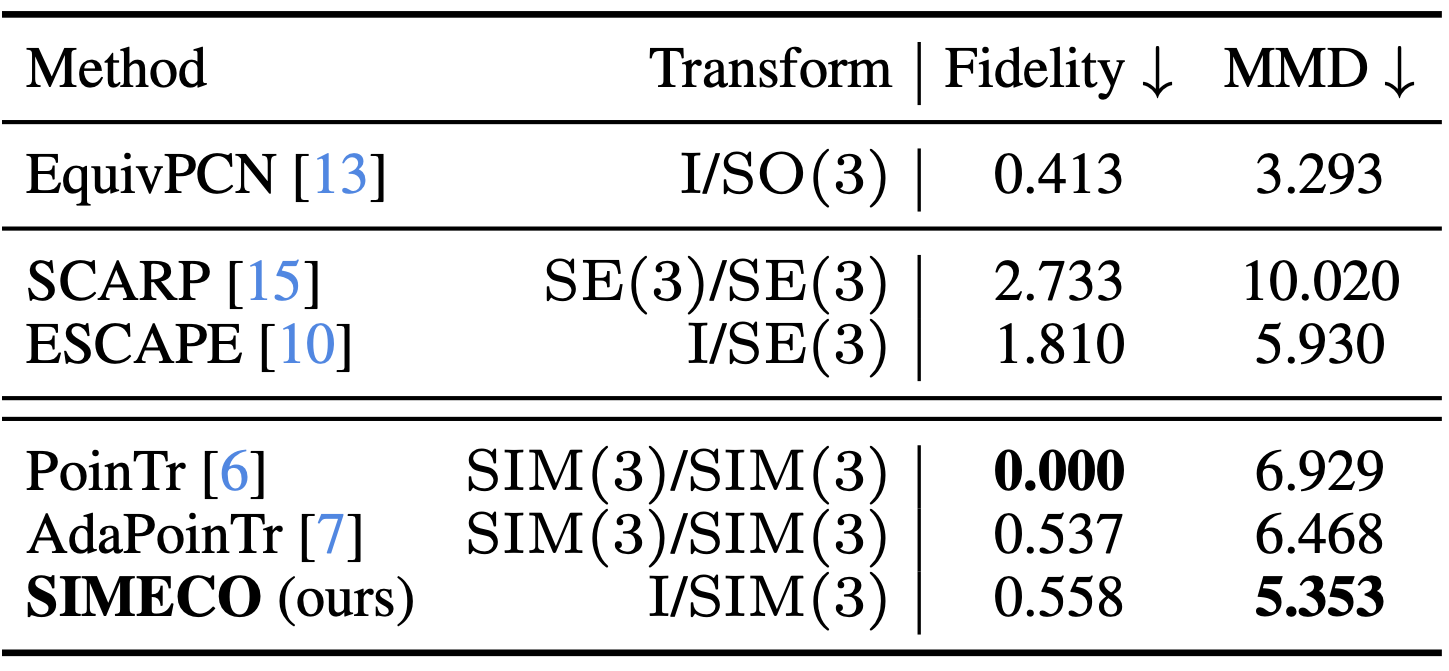 Method Transform Fidelity ↓ MMD ↓
EquivPCN [13] I/SO(3) 0.413 3.293
SCARP [15] SE(3)/SE(3) 2.733 10.020
ESCAPE [10] I/SE(3) 1.810 5.930
PoinTr [6] SIM(3)/SIM(3) 0.000 6.929
AdaPoinTr [7] SIM(3)/SIM(3) 0.537 6.468
SIMECO (ours) I/SIM(3) 0.558 5.353